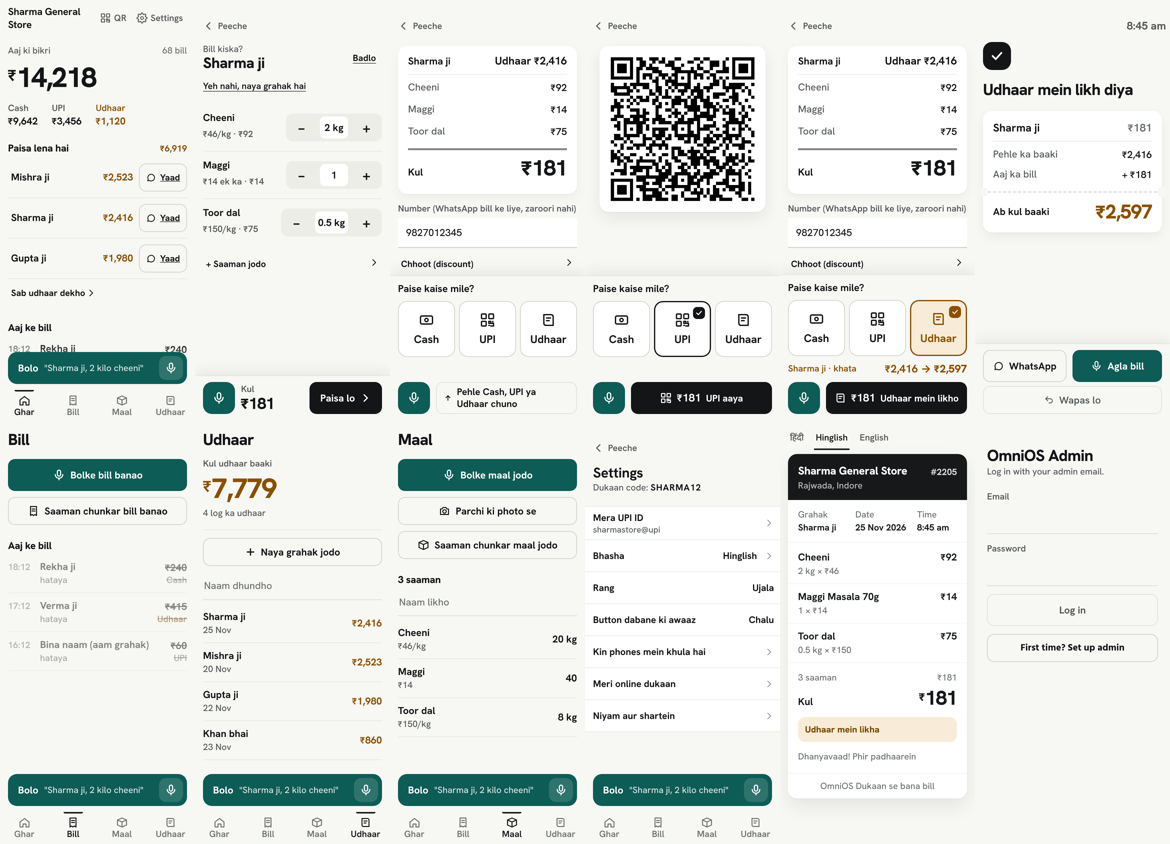 Sharma General Store
QR
Settings
Aaj ki bikri
68 bill
₹14,218
Cash
UPI
Udhaar
₹9,642
₹3,456
₹1,120
Paisa lena hai
₹6,919
Mishra ji
₹2,523
Yaad
Sharma ji
₹2,416
Yaad
Gupta ji
₹1,980
Yaad
Sab udhaar dekho
Aaj ke bill
18:12 Rekha ji ₹240
Bolo "Sharma ji, 2 kilo cheeni"
Ghar
Bill
Maal
Udhaar
Peeche
Bill kiska?
Sharma ji
Badlo
Yeh nahi, naya grahak hai
Cheeni
₹46/kg · ₹92
− 2 kg +
Maggi
₹14 ek ka · ₹14
− 1 +
Toor dal
₹150/kg · ₹75
− 0.5 kg +
+ Saaman jodo
Kul
₹181
Paisa lo
Peeche
Sharma ji
Udhaar ₹2,416
Cheeni ₹92
Maggi ₹14
Toor dal ₹75
Kul ₹181
Number (WhatsApp bill ke liye, zaroori nahi)
9827012345
Chhoot (discount)
Paise kaise mile?
Cash
UPI
Udhaar
Pehle Cash, UPI ya
Udhaar chuno
Peeche
Paise kaise mile?
Cash
UPI
Udhaar
₹181 UPI aaya
Peeche
Sharma ji
Udhaar ₹2,416
Cheeni ₹92
Maggi ₹14
Toor dal ₹75
Kul ₹181
Number (WhatsApp bill ke liye, zaroori nahi)
9827012345
Chhoot (discount)
Paise kaise mile?
Cash
UPI
Udhaar
Sharma ji · khata
₹2,416 → ₹2,597
₹181 Udhaar mein likho
8:45 am
Udhaar mein likh diya
Sharma ji ₹181
Pehle ka baaki ₹2,416
Aaj ka bill + ₹181
Ab kul baaki ₹2,597
WhatsApp
Agla bill
Wapas lo
Bill
Bolke bill banao
Saaman chunkar bill banao
Aaj ke bill
18:12 Rekha ji ₹240
hataya Cash
17:12 Verma ji ₹415
hataya Udhaar
16:12 Bina naam (aam grahak) ₹60
hataya UPI
Bolo "Sharma ji, 2 kilo cheeni"
Ghar
Bill
Maal
Udhaar
Udhaar
Kul udhaar baaki
₹7,779
4 log ka udhaar
+ Naya grahak jodo
Naam dhundho
Sharma ji
25 Nov
₹2,416
Mishra ji
20 Nov
₹2,523
Gupta ji
22 Nov
₹1,980
Khan bhai
23 Nov
₹860
Bolo "Sharma ji, 2 kilo cheeni"
Ghar
Bill
Maal
Udhaar
Maal
Bolke maal jodo
Parchi ki photo se
Saaman chunkar maal jodo
3 saaman
Naam likho
Cheeni
₹46/kg
20 kg
Maggi
₹14
40
Toor dal
₹150/kg
8 kg
Bolo "Sharma ji, 2 kilo cheeni"
Ghar
Bill
Maal
Udhaar
Peeche
Settings
Dukaan code: SHARMA12
Mera UPI ID
sharmastore@upi
Bhasha Hinglish
Rang Ujala
Button dabane ki awaaz Chalu
Kin phones mein khula hai
Meri online dukaan
Niyam aur shartein
Bolo "Sharma ji, 2 kilo cheeni"
Ghar
Bill
Maal
Udhaar
हिंदी
Hinglish
English
Sharma General Store #2205
Rajwada, Indore
Grahak
Date
Time
Sharma ji
25 Nov 2026
8:45 am
Cheeni ₹92
2 kg × ₹46
Maggi Masala 70g ₹14
1 × ₹14
Toor dal ₹75
0.5 kg × ₹150
3 saaman ₹181
Kul ₹181
Udhaar mein likha
Dhanyavaad! Phir padhaarein
OmniOS Dukaan se bana bill
OmniOS Admin
Log in with your admin email.
Email
Password
Log in
First time? Set up admin